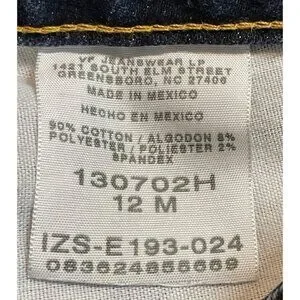 VF JEANSWEAR LP
1421 SOUTH ELM STREET
GREENSBORO, NC 27406
MADE IN MEXICO
HECHO EN MEXICO
90% COTTON / ALGODON 8%
POLYESTER / POLIESTER 2%
SPANDEX
130702H
12 M
IZS-E193-024